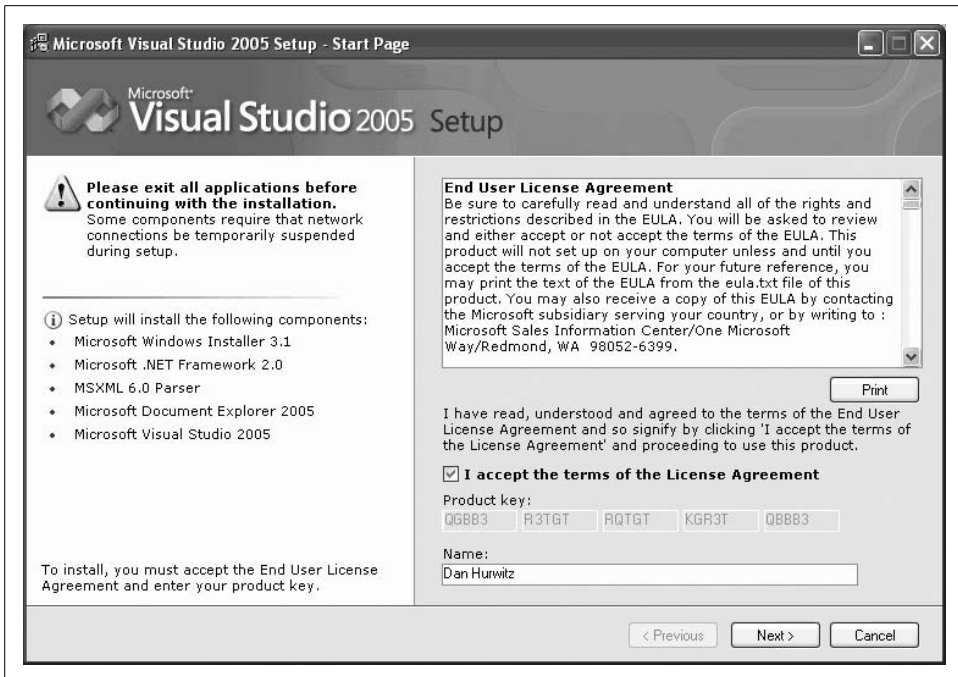 Microsoft Visual Studio 2005 Setup - Start Page
Microsoft
Visual Studio 2005 Setup
Please exit all applications before
continuing with the installation.
Some components require that network
connections be temporarily suspended
during setup.
Setup will install the following components:
Microsoft Windows Installer 3.1
Microsoft .NET Framework 2.0
MSXML 6.0 Parser
Microsoft Document Explorer 2005
Microsoft Visual Studio 2005
To install, you must accept the End User License
Agreement and enter your product key.
End User License Agreement
Be sure to carefully read and understand all of the rights and
restrictions described in the EULA. You will be asked to review
and either accept or not accept the terms of the EULA. This
product will not set up on your computer unless and until you
accept the terms of the EULA. For your future reference, you
may print the text of the EULA from the eula.txt file of this
product. You may also receive a copy of this EULA by contacting
the Microsoft subsidiary serving your country, or by writing to :
Microsoft Sales Information Center/One Microsoft
Way/Redmond, WA 98052-6399.
Print
I have read, understood and agreed to the terms of the End User
License Agreement and so signify by clicking 'I accept the terms of
the License Agreement' and proceeding to use this product.
I accept the terms of the License Agreement
Product key:
QGBB3 R3TGT RQTGT KGR3T QBBB3
Name:
Dan Hurwitz
< Previous Next > Cancel